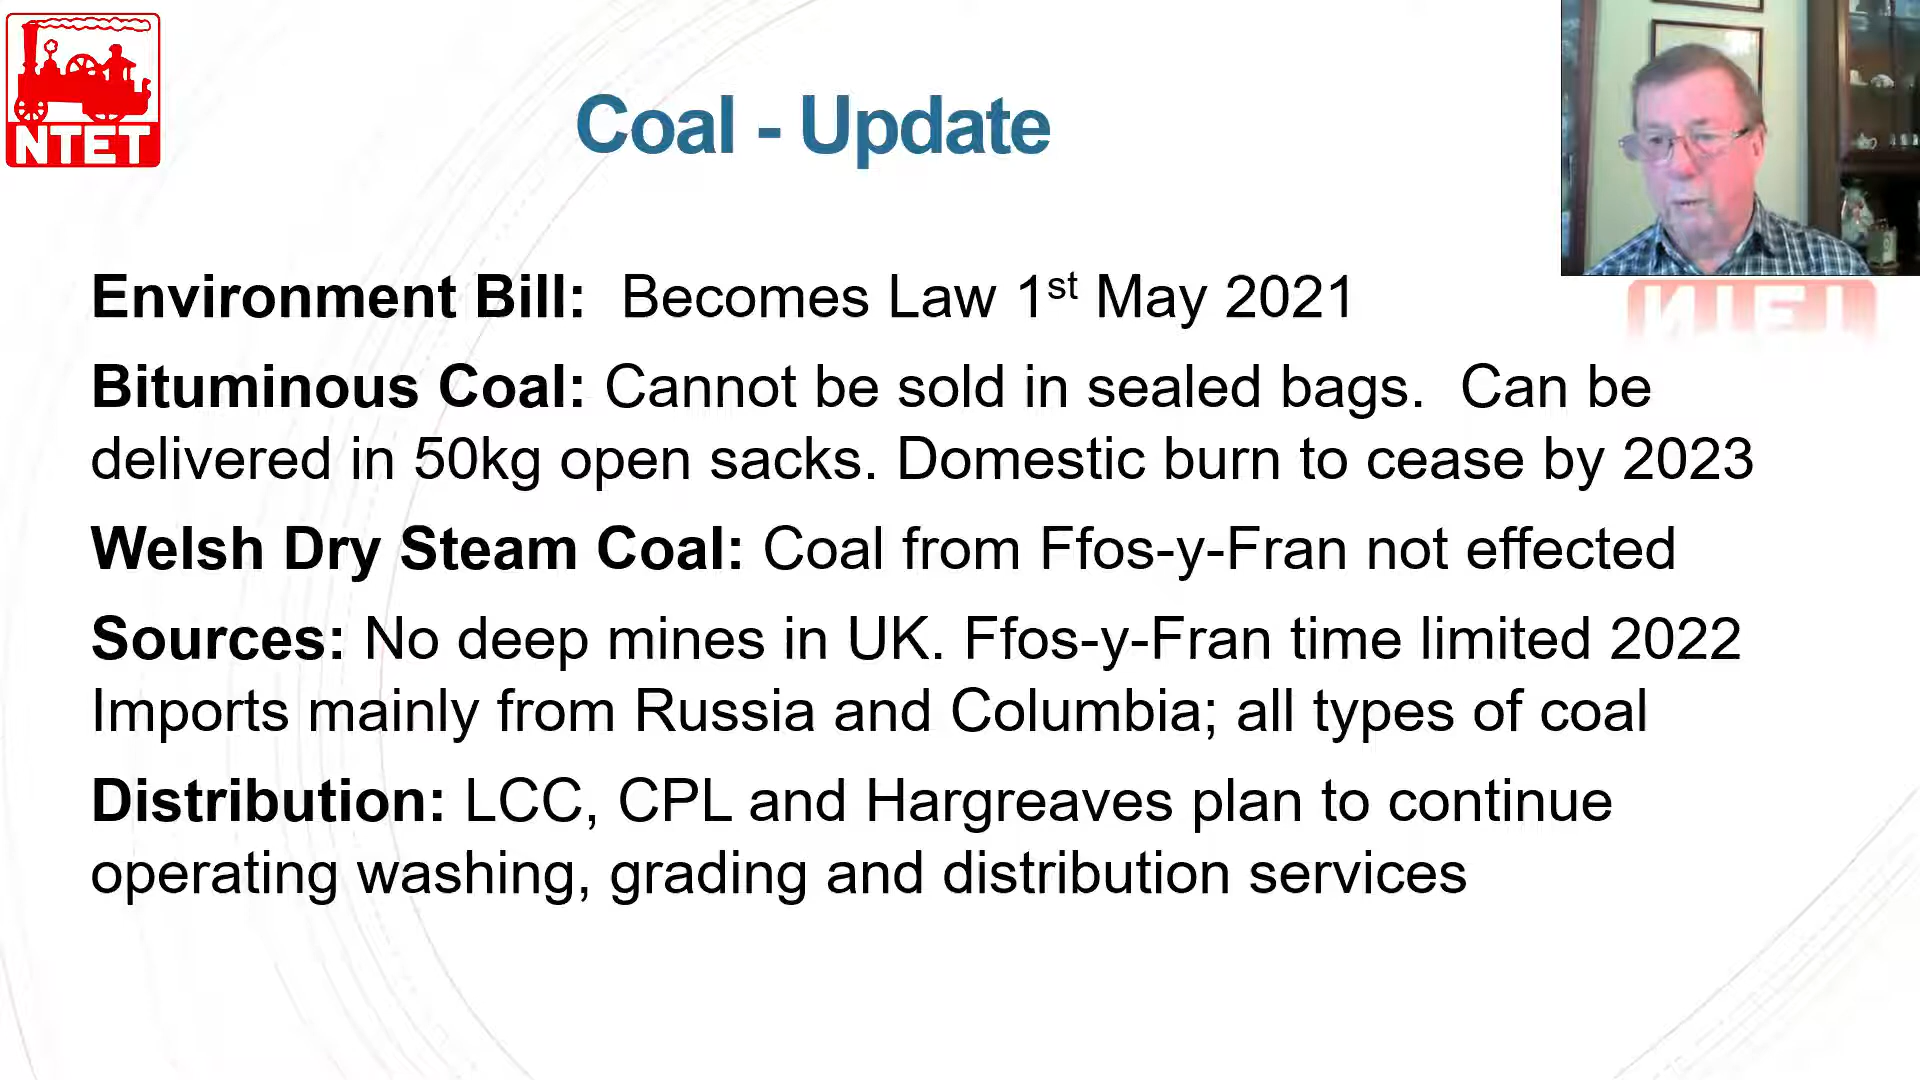 NTET
Coal - Update
Environment Bill: Becomes Law 1st May 2021
Bituminous Coal: Cannot be sold in sealed bags. Can be
delivered in 50kg open sacks. Domestic burn to cease by 2023
Welsh Dry Steam Coal: Coal from Ffos-y-Fran not effected
Sources: No deep mines in UK. Ffos-y-Fran time limited 2022
Imports mainly from Russia and Columbia; all types of coal
Distribution: LCC, CPL and Hargreaves plan to continue
operating washing, grading and distribution services